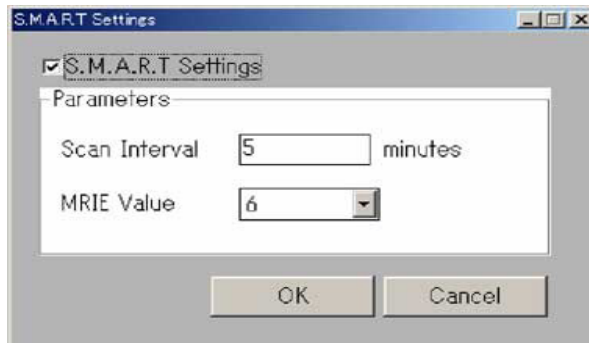 S.M.A.R.T Settings
S.M.A.R.T Settings
Parameters
Scan Interval 5 minutes
MRIE Value 6
OK Cancel